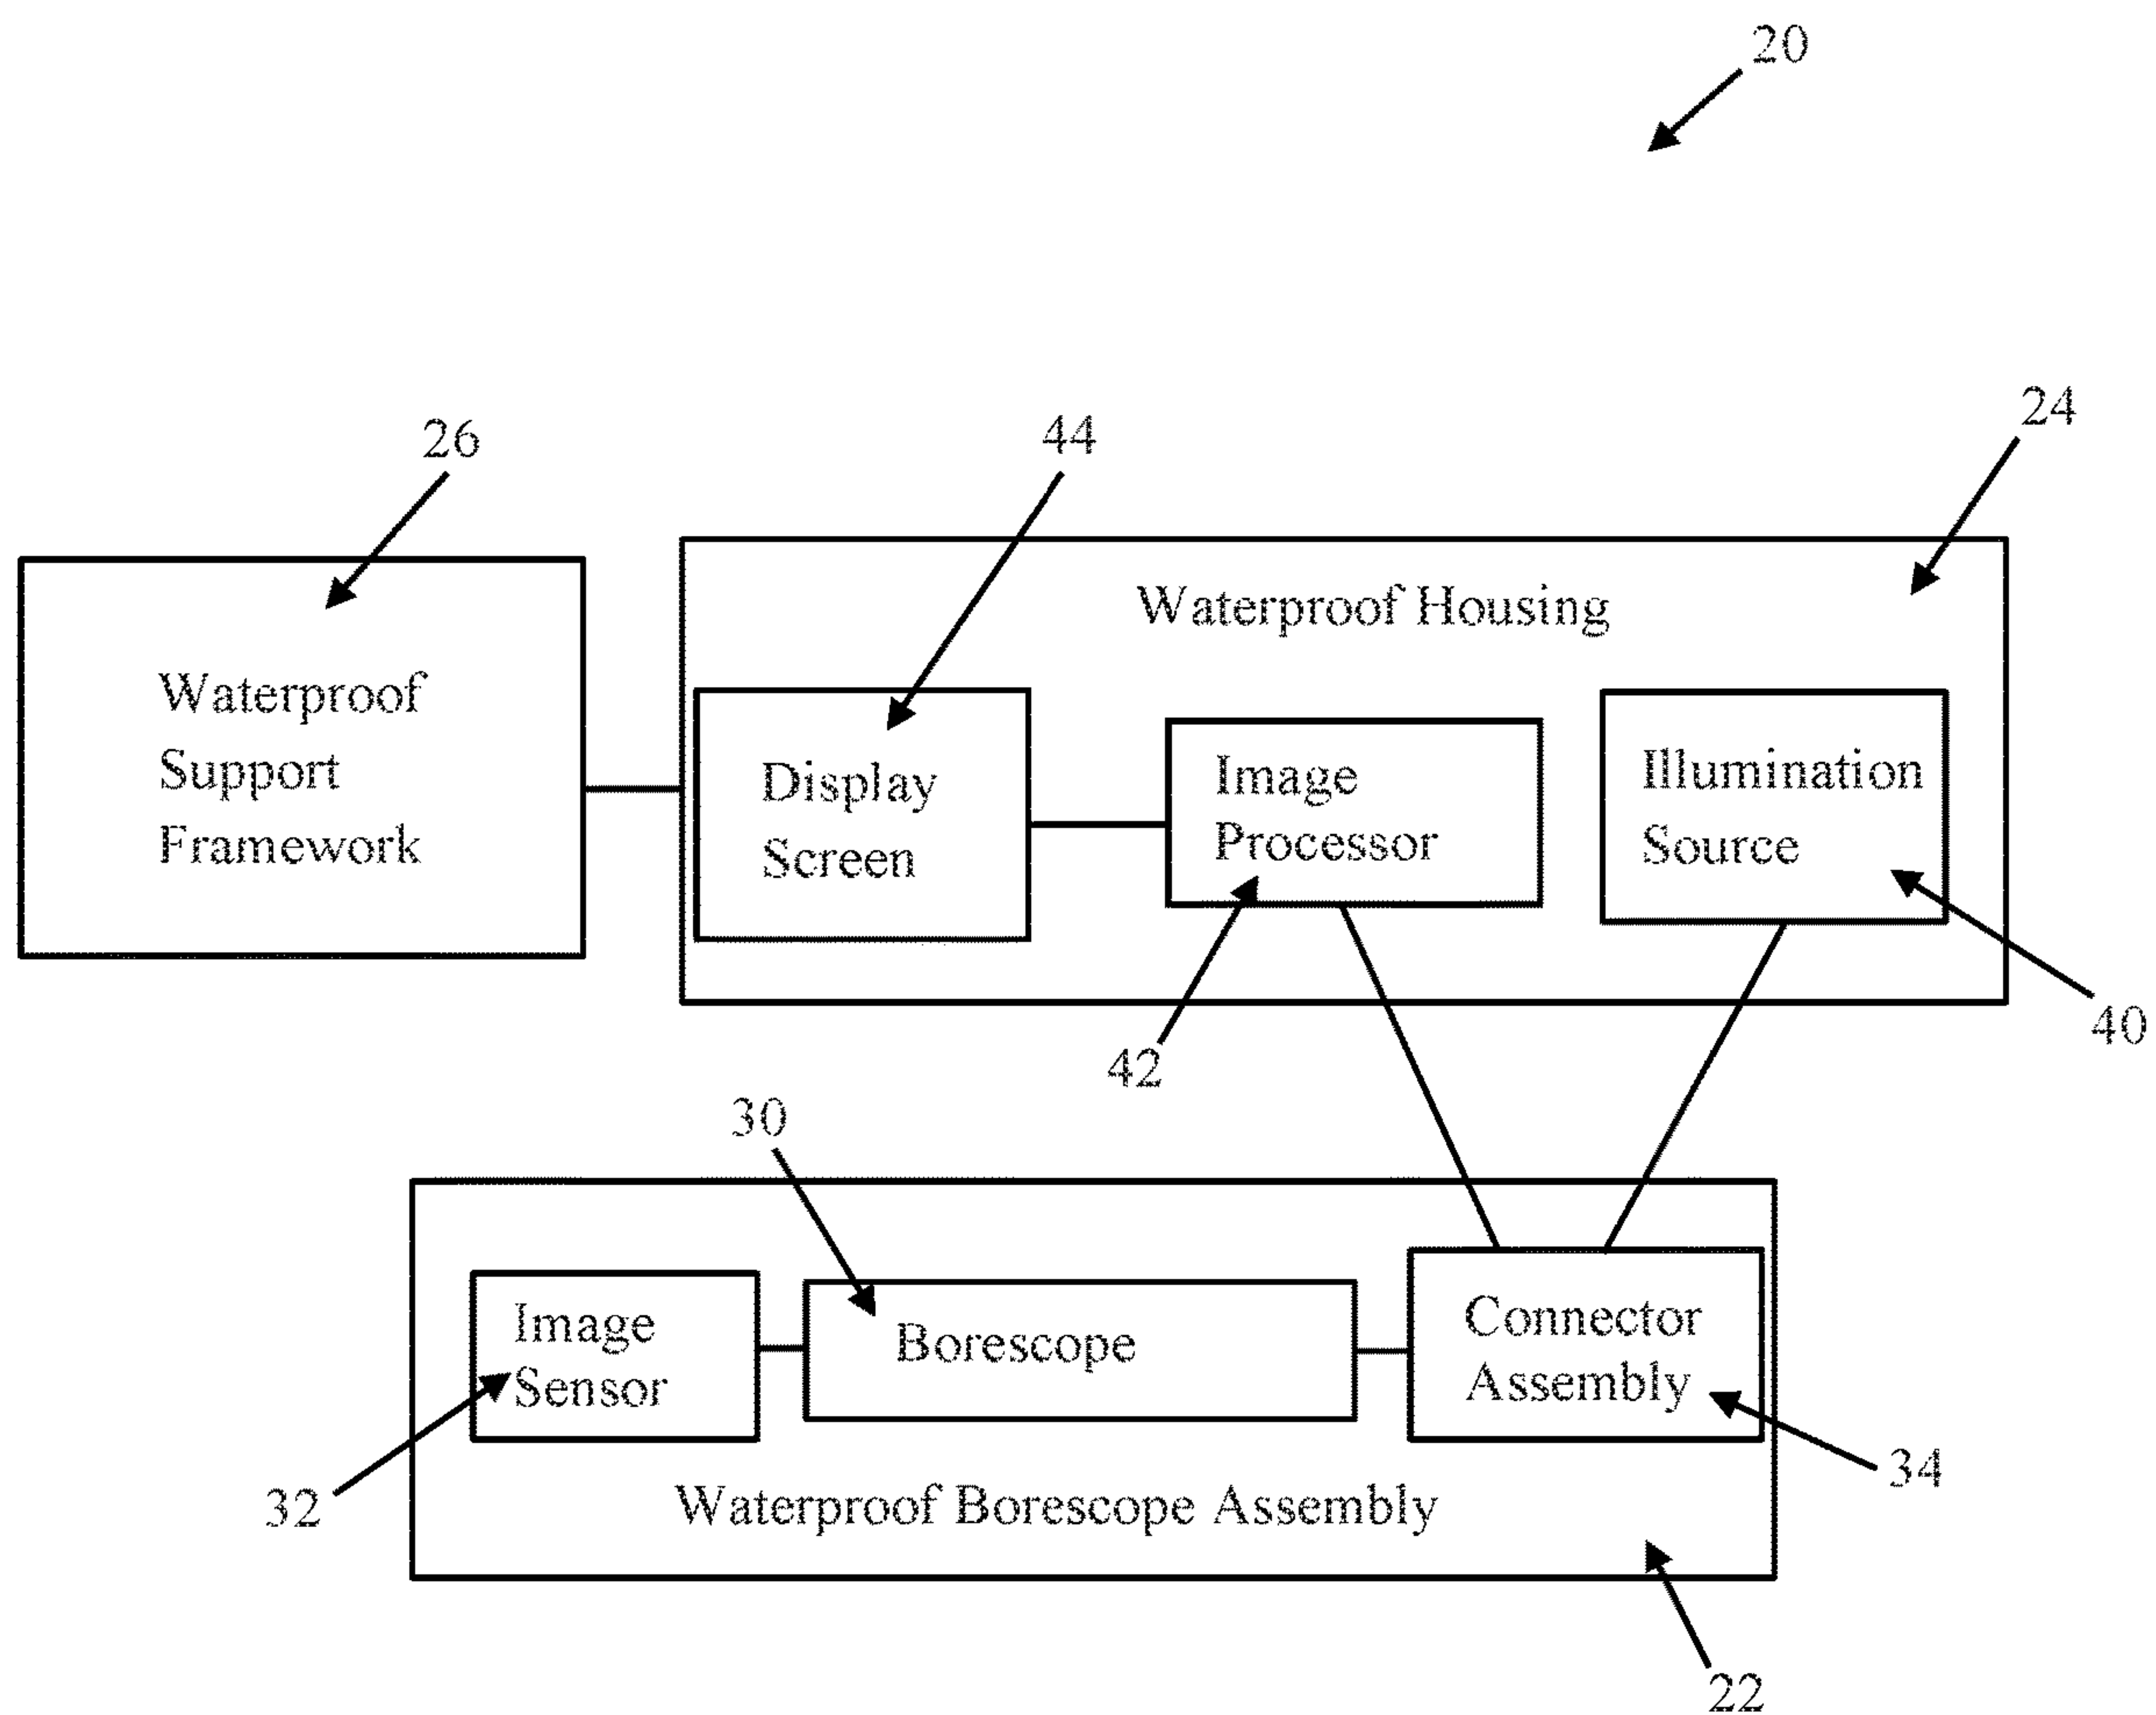 20
24
44
26
Waterproof Housing
Waterproof
Support
Framework
Display
Screen
Image
Processor
Illumination
Source
40
42
30
Image
Sensor
Borescope
Connector
Assembly
34
32
Waterproof Borescope Assembly
22